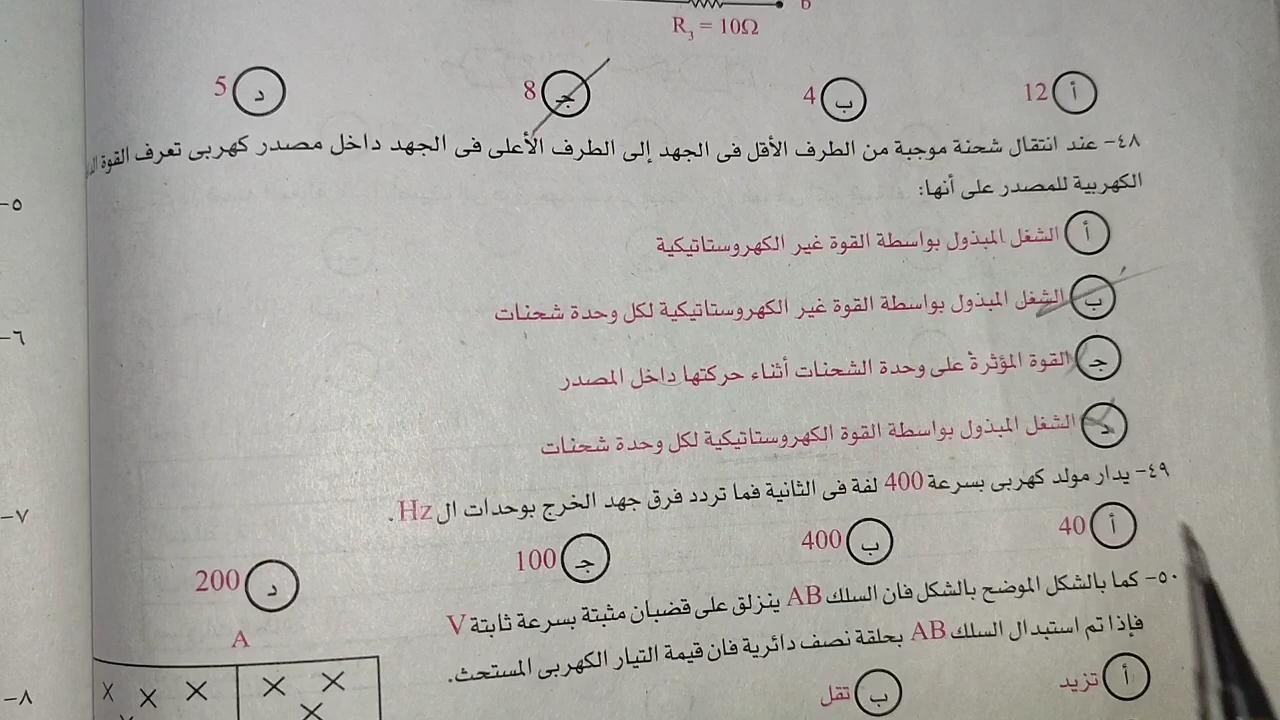 R₃ = 10Ω
b
أ 12 ب 4 ج 8 د 5
٤٨- عند انتقال شحنة موجبة من الطرف الأقل فى الجهد إلى الطرف الأعلى فى الجهد داخل مصدر كهربى تعرف القوة
الكهربية للمصدر على أنها:
أ الشغل المبذول بواسطة القوة غير الكهروستاتيكية
ب الشغل المبذول بواسطة القوة غير الكهروستاتيكية لكل وحدة شحنات
ج القوة المؤثرة على وحدة الشحنات أثناء حركتها داخل المصدر
د الشغل المبذول بواسطة القوة الكهروستاتيكية لكل وحدة شحنات
٤٩- يدار مولد كهربى بسرعة 400 لفة فى الثانية فما تردد فرق جهد الخرج بوحدات ال Hz.
أ 40 ب 400 ج 100 د 200
٥٠- كما بالشكل الموضح بالشكل فان السلك AB ينزلق على قضبان مثبتة بسرعة ثابتة V
فإذا تم استبدال السلك AB بحلقة نصف دائرية فان قيمة التيار الكهربى المستحث.
أ تزيد ب تقل
A
X X X X X
X
٥-
٦-
٧-
٨-